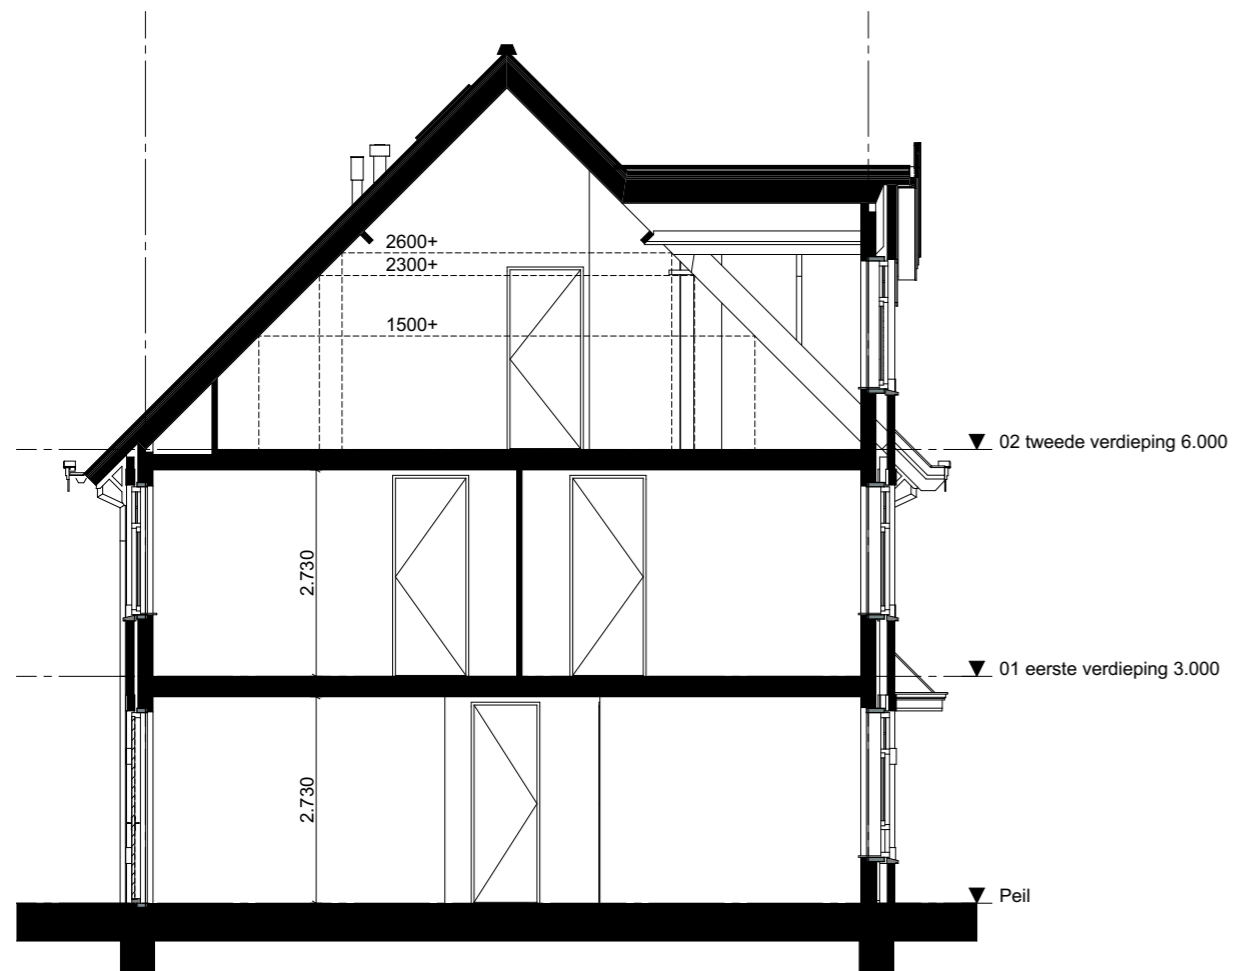 2600+
2300+
1500+
02 tweede verdieping 6.000
2.730
01 eerste verdieping 3.000
2.730
Peil